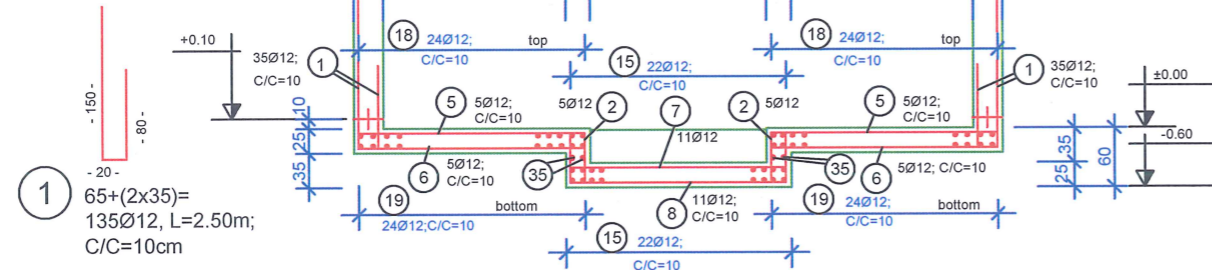 18 24Ø12; top
C/C=10
15 22Ø12;
C/C=10
18 24Ø12; top
C/C=10
+0.10
35Ø12;
C/C=10
1
1
35Ø12;
C/C=10
±0.00
-0.60
5
5Ø12;
C/C=10
5Ø12
2
7
11Ø12
2
5Ø12
5
5Ø12;
C/C=10
10
25
35
35
25
60
- 150 -
- 80 -
- 20 -
6
5Ø12;
C/C=10
35
35
6
5Ø12; C/C=10
8
11Ø12;
C/C=10
19
24Ø12;C/C=10
bottom
bottom
19 24Ø12;
C/C=10
15 22Ø12;
C/C=10
1
65+(2x35)=
135Ø12, L=2.50m;
C/C=10cm